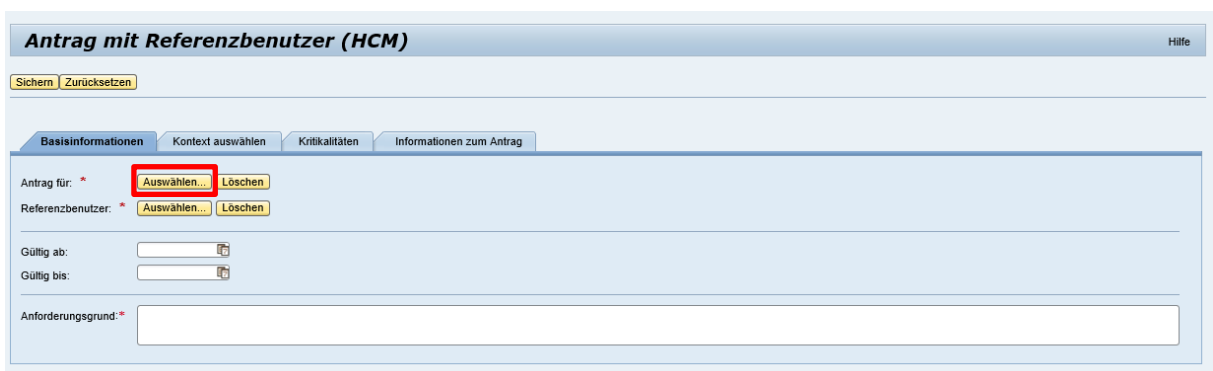 Antrag mit Referenzbenutzer (HCM) Hilfe
Sichern Zurücksetzen
Basisinformationen Kontext auswählen Kritikalitäten Informationen zum Antrag
Antrag für: * Auswählen... Löschen
Referenzbenutzer: * Auswählen... Löschen
Gültig ab:
Gültig bis:
Anforderungsgrund:*